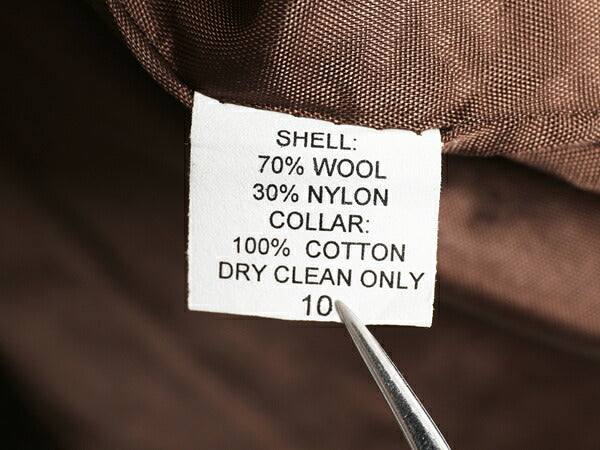 SHELL:
70% WOOL
30% NYLON
COLLAR:
100% COTTON
DRY CLEAN ONLY
10